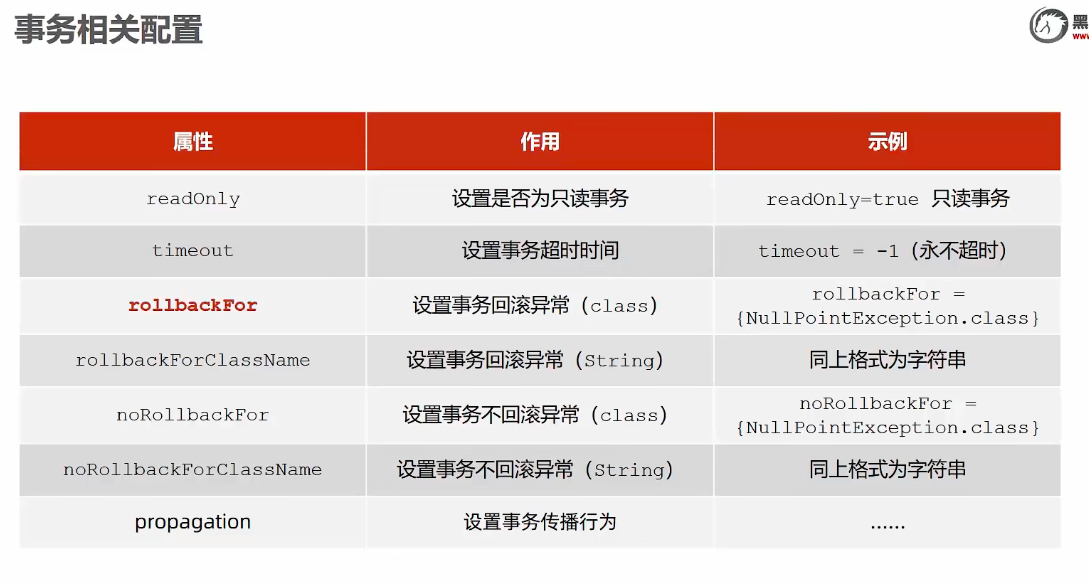 事务相关配置
黑
www
属性 作用 示例
readOnly 设置是否为只读事务 readOnly=true 只读事务
timeout 设置事务超时时间 timeout = -1（永不超时）
rollbackFor 设置事务回滚异常（class） rollbackFor =
{NullPointException.class}
rollbackForClassName 设置事务回滚异常（String） 同上格式为字符串
noRollbackFor 设置事务不回滚异常（class） noRollbackFor =
{NullPointException.class}
noRollbackForClassName 设置事务不回滚异常（String） 同上格式为字符串
propagation 设置事务传播行为 ……